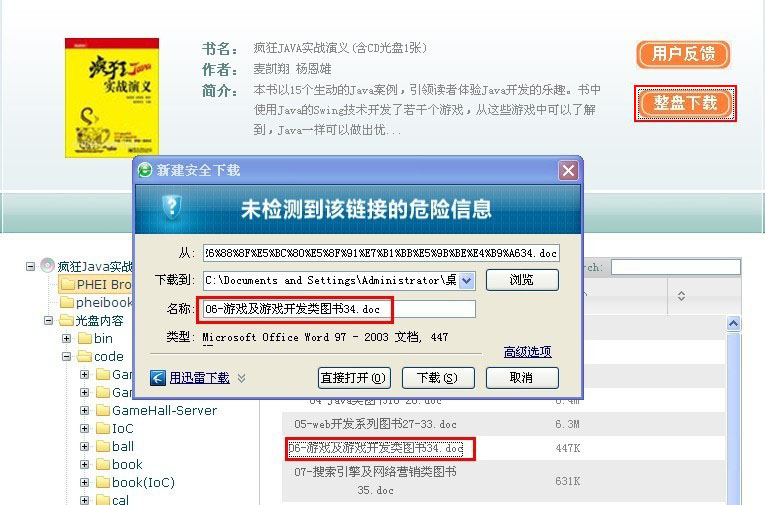 书名： 疯狂JAVA实战演义(含CD光盘1张)
作者： 麦凯翔 杨恩雄
简介： 本书以15个生动的Java案例，引领读者体验Java开发的乐趣。书中
使用Java的Swing技术开发了若干个游戏，从这些游戏中可以了解
到，Java一样可以做出优...
用户反馈
整盘下载
疯狂Java
实战演义
新建安全下载
未检测到该链接的危险信息
从:
6%88%8F%E5%BC%80%E5%8F%91%E7%B1%BB%E5%9B%BE%E4%B9%A634.doc
下载到: C:\Documents and Settings\Administrator\桌
浏览
名称: 06-游戏及游戏开发类图书34.doc
类型: Microsoft Office Word 97 - 2003 文档, 447
高级选项
用迅雷下载
直接打开(O)
下载(S)
取消
rch:
疯狂Java实战
PHEI Bro
pheibook
光盘内容
bin
code
Gan
Gan
GameHall-Server
IoC
ball
book
book(IoC)
cal
05-web开发系列图书27-33.doc 6.3M
06-游戏及游戏开发类图书34.doc 447K
07-搜索引擎及网络营销类图书
35.doc
631K